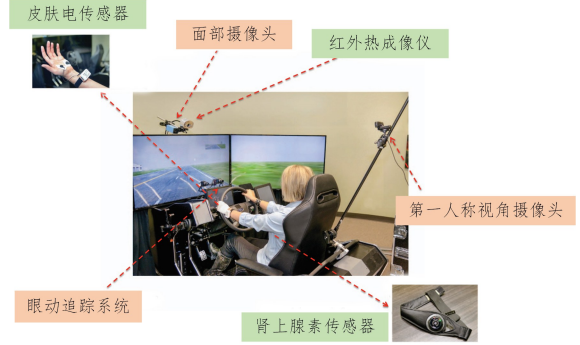 皮肤电传感器
面部摄像头
红外热成像仪
第一人称视角摄像头
眼动追踪系统
肾上腺素传感器